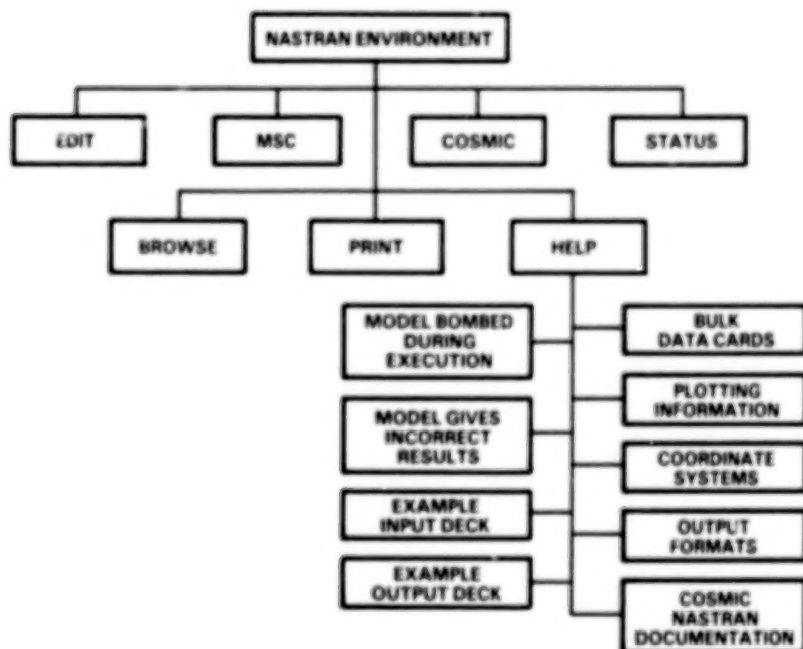 NASTRAN ENVIRONMENT
EDIT
MSC
COSMIC
STATUS
BROWSE
PRINT
HELP
MODEL BOMBED
DURING
EXECUTION
MODEL GIVES
INCORRECT
RESULTS
EXAMPLE
INPUT DECK
EXAMPLE
OUTPUT DECK
BULK
DATA CARDS
PLOTTING
INFORMATION
COORDINATE
SYSTEMS
OUTPUT
FORMATS
COSMIC
NASTRAN
DOCUMENTATION